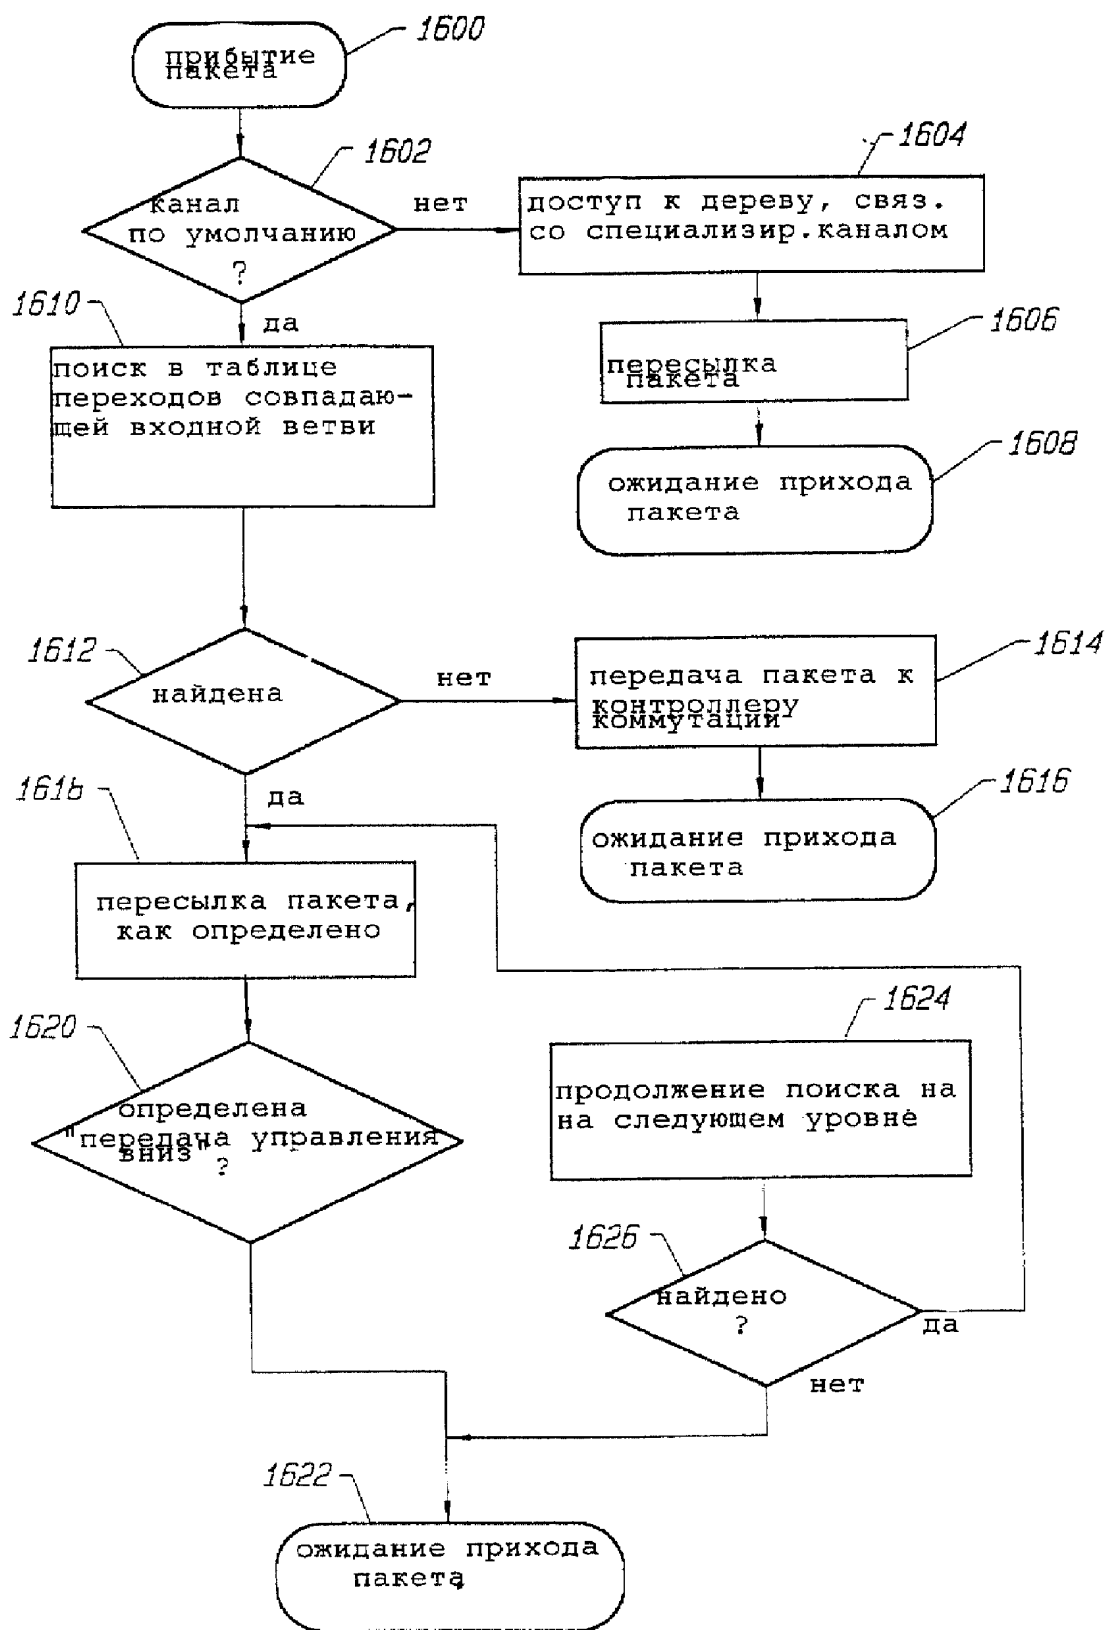 1600
прибытие
пакета
1602
канал
по умолчанию
?
нет
да
1604
доступ к дереву, связ.
со специализир.каналом
1606
пересылка
пакета
1608
ожидание прихода
пакета
1610
поиск в таблице
переходов совпадаю-
щей входной ветви
1612
найдена
нет
да
1614
передача пакета к
контроллеру
коммутации
1616
ожидание прихода
пакета
1618
пересылка пакета,
как определено
1620
определена
"передача управления
вниз"
?
1624
продолжение поиска на
на следующем уровне
1626
найдено
?
да
нет
1622
ожидание прихода
пакета